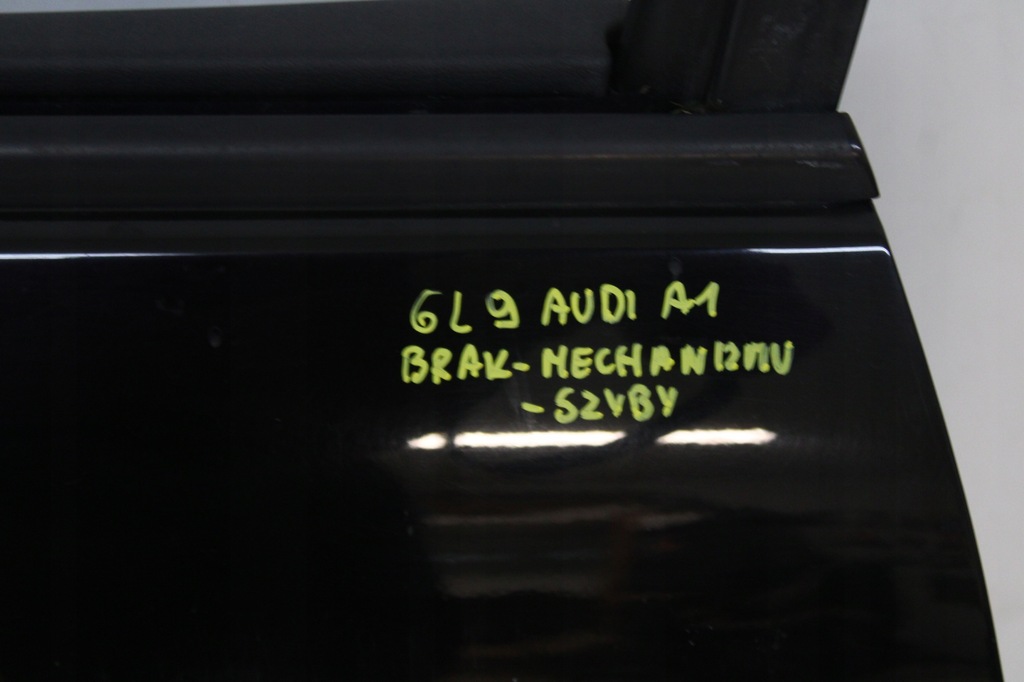 6L9 AUDI A1
BRAK-MECHANIZMU
-SZYBY